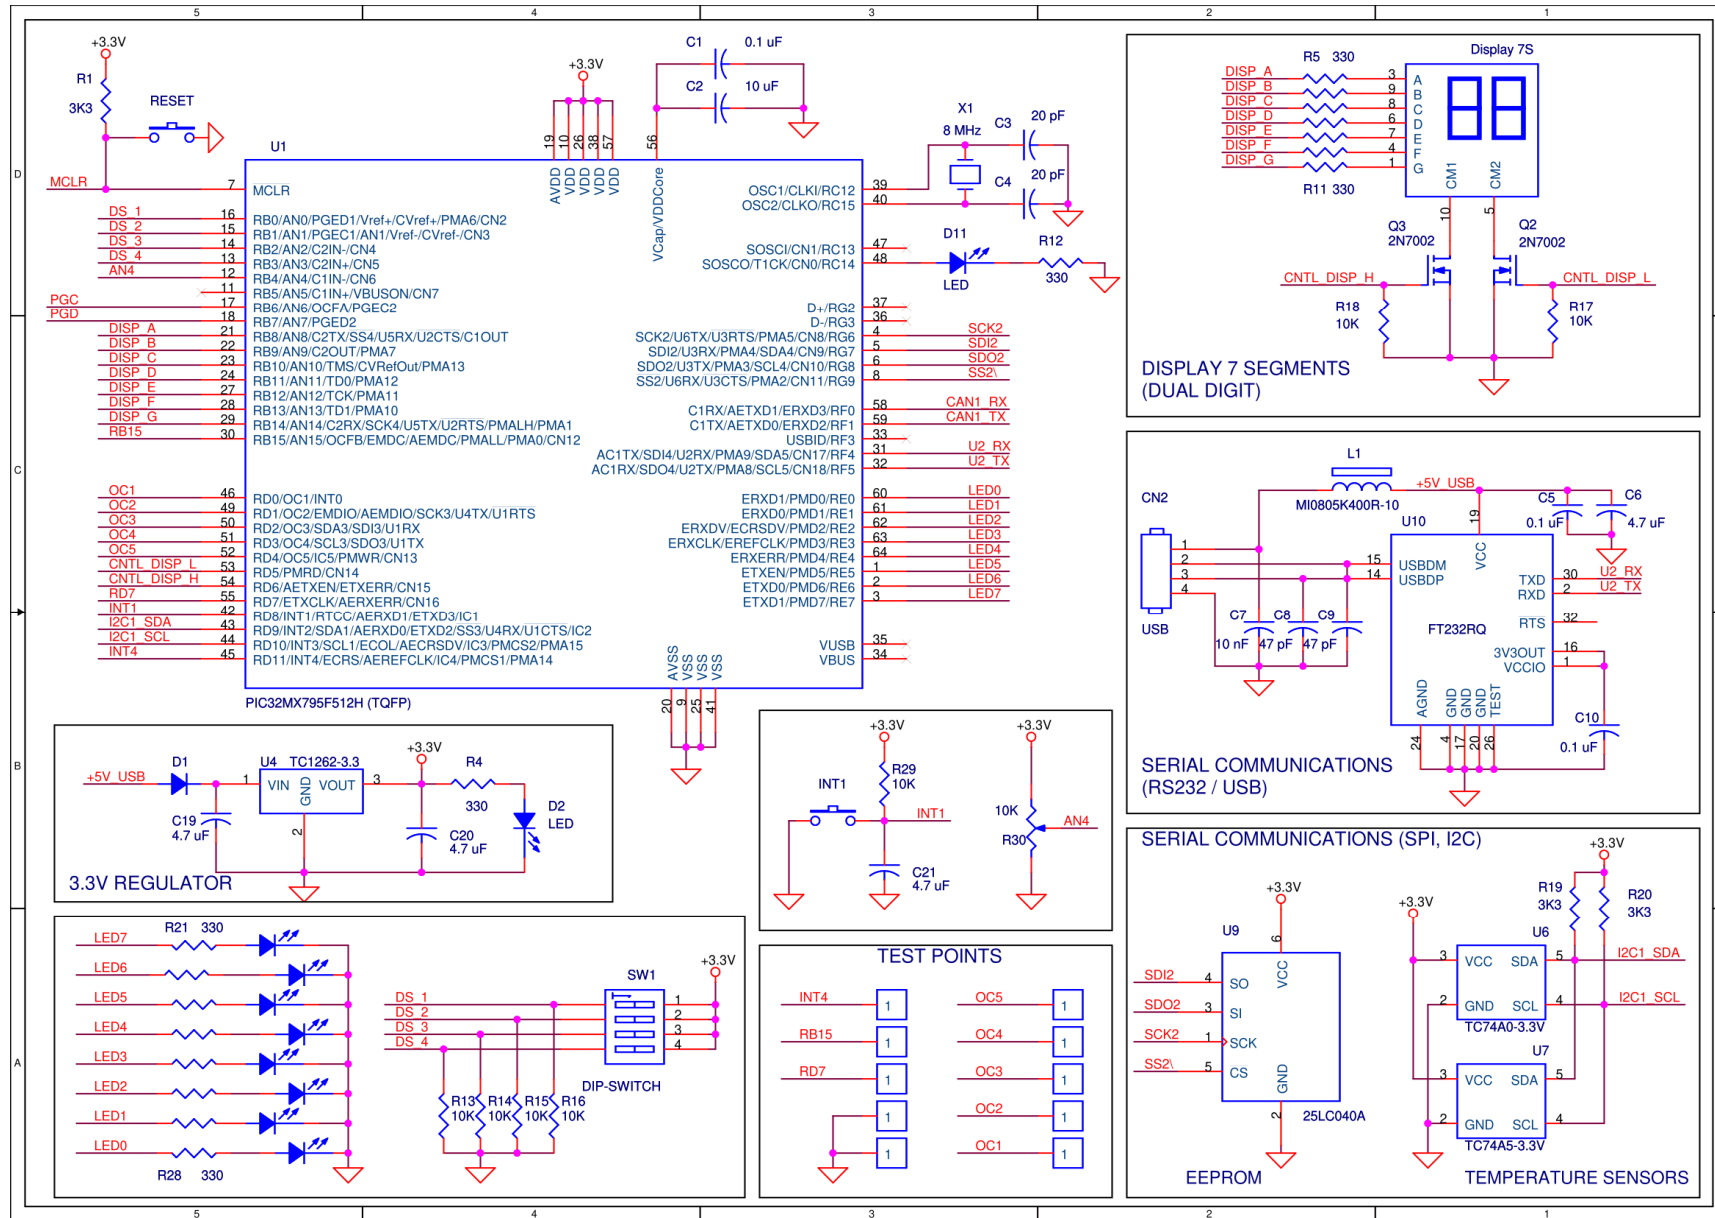 5 4 3 2 1
D
C
B
A
+3.3V
R1
3K3
RESET
MCLR
+3.3V
C1 0.1 uF
C2 10 uF
X1
8 MHz
C3 20 pF
C4 20 pF
D11
LED
R12
330
U1
19 10 26 38 57 56
AVDD VDD VDD VDD VDD VCap/VDDCore
7 MCLR
DS_1 16 RB0/AN0/PGED1/Vref+/CVref+/PMA6/CN2
DS_2 15 RB1/AN1/PGEC1/AN1/Vref-/CVref-/CN3
DS_3 14 RB2/AN2/C2IN-/CN4
DS_4 13 RB3/AN3/C2IN+/CN5
AN4 12 RB4/AN4/C1IN-/CN6
11 RB5/AN5/C1IN+/VBUSON/CN7
PGC 17 RB6/AN6/OCFA/PGEC2
PGD 18 RB7/AN7/PGED2
DISP_A 21 RB8/AN8/C2TX/SS4/U5RX/U2CTS/C1OUT
DISP_B 22 RB9/AN9/C2OUT/PMA7
DISP_C 23 RB10/AN10/TMS/CVRefOut/PMA13
DISP_D 24 RB11/AN11/TD0/PMA12
DISP_E 27 RB12/AN12/TCK/PMA11
DISP_F 28 RB13/AN13/TD1/PMA10
DISP_G 29 RB14/AN14/C2RX/SCK4/U5TX/U2RTS/PMALH/PMA1
RB15 30 RB15/AN15/OCFB/EMDC/AEMDC/PMALL/PMA0/CN12
OC1 46 RD0/OC1/INT0
OC2 49 RD1/OC2/EMDIO/AEMDIO/SCK3/U4TX/U1RTS
OC3 50 RD2/OC3/SDA3/SDI3/U1RX
OC4 51 RD3/OC4/SCL3/SDO3/U1TX
OC5 52 RD4/OC5/IC5/PMWR/CN13
CNTL_DISP_L 53 RD5/PMRD/CN14
CNTL_DISP_H 54 RD6/AETXEN/ETXERR/CN15
RD7 55 RD7/ETXCLK/AERXERR/CN16
INT1 42 RD8/INT1/RTCC/AERXD1/ETXD3/IC1
I2C1_SDA 43 RD9/INT2/SDA1/AERXD0/ETXD2/SS3/U4RX/U1CTS/IC2
I2C1_SCL 44 RD10/INT3/SCL1/ECOL/AECRSDV/IC3/PMCS2/PMA15
INT4 45 RD11/INT4/ECRS/AEREFCLK/IC4/PMCS1/PMA14
OSC1/CLKI/RC12 39
OSC2/CLKO/RC15 40
SOSCI/CN1/RC13 47
SOSCO/T1CK/CN0/RC14 48
D+/RG2 37
D-/RG3 36
SCK2/U6TX/U3RTS/PMA5/CN8/RG6 4 SCK2
SDI2/U3RX/PMA4/SDA4/CN9/RG7 5 SDI2
SDO2/U3TX/PMA3/SCL4/CN10/RG8 6 SDO2
SS2/U6RX/U3CTS/PMA2/CN11/RG9 8 SS2\
C1RX/AETXD1/ERXD3/RF0 58 CAN1_RX
C1TX/AETXD0/ERXD2/RF1 59 CAN1_TX
USBID/RF3 33
AC1TX/SDI4/U2RX/PMA9/SDA5/CN17/RF4 31 U2_RX
AC1RX/SDO4/U2TX/PMA8/SCL5/CN18/RF5 32 U2_TX
ERXD1/PMD0/RE0 60 LED0
ERXD0/PMD1/RE1 61 LED1
ERXDV/ECRSDV/PMD2/RE2 62 LED2
ERXCLK/EREFCLK/PMD3/RE3 63 LED3
ERXERR/PMD4/RE4 64 LED4
ETXEN/PMD5/RE5 1 LED5
ETXD0/PMD6/RE6 2 LED6
ETXD1/PMD7/RE7 3 LED7
VUSB 35
VBUS 34
AVSS VSS VSS VSS
20 9 25 41
PIC32MX795F512H (TQFP)
Display 7S
R5 330
DISP_A 3 A
DISP_B 9 B
DISP_C 8 C
DISP_D 6 D
DISP_E 7 E
DISP_F 4 F
DISP_G 1 G
R11 330
CM1 CM2
10 5
Q3
2N7002
Q2
2N7002
CNTL_DISP_H
CNTL_DISP_L
R18
10K
R17
10K
DISPLAY 7 SEGMENTS
(DUAL DIGIT)
L1
MI0805K400R-10
+5V_USB
CN2
1
2
3
4
USB
C5
0.1 uF
C6
4.7 uF
U10
19
VCC
15 USBDM
14 USBDP
TXD 30 U2_RX
RXD 2 U2_TX
RTS 32
FT232RQ
3V3OUT 16
VCCIO 1
C7
10 nF
C8
47 pF
C9
47 pF
AGND GND GND GND TEST
24 4 17 20 26
C10
0.1 uF
SERIAL COMMUNICATIONS
(RS232 / USB)
+5V_USB
D1
U4 TC1262-3.3
1 VIN VOUT 3
GND
2
C19
4.7 uF
+3.3V
C20
4.7 uF
R4
330
D2
LED
3.3V REGULATOR
+3.3V
R29
10K
INT1
INT1
C21
4.7 uF
+3.3V
10K
R30
AN4
R21 330
LED7
LED6
LED5
LED4
LED3
LED2
LED1
LED0
R28 330
SW1
+3.3V
DS_1 1
DS_2 2
DS_3 3
DS_4 4
DIP-SWITCH
R13
10K
R14
10K
R15
10K
R16
10K
TEST POINTS
INT4 1 OC5 1
RB15 1 OC4 1
RD7 1 OC3 1
1 OC2 1
1 OC1 1
SERIAL COMMUNICATIONS (SPI, I2C)
+3.3V
U9
6
VCC
SDI2 4 SO
SDO2 3 SI
SCK2 1 SCK
SS2\ 5 CS
GND
2
25LC040A
EEPROM
+3.3V
+3.3V
R19
3K3
R20
3K3
U6
3 VCC SDA 5 I2C1_SDA
2 GND SCL 4 I2C1_SCL
TC74A0-3.3V
U7
3 VCC SDA 5
2 GND SCL 4
TC74A5-3.3V
TEMPERATURE SENSORS
5 4 3 2 1